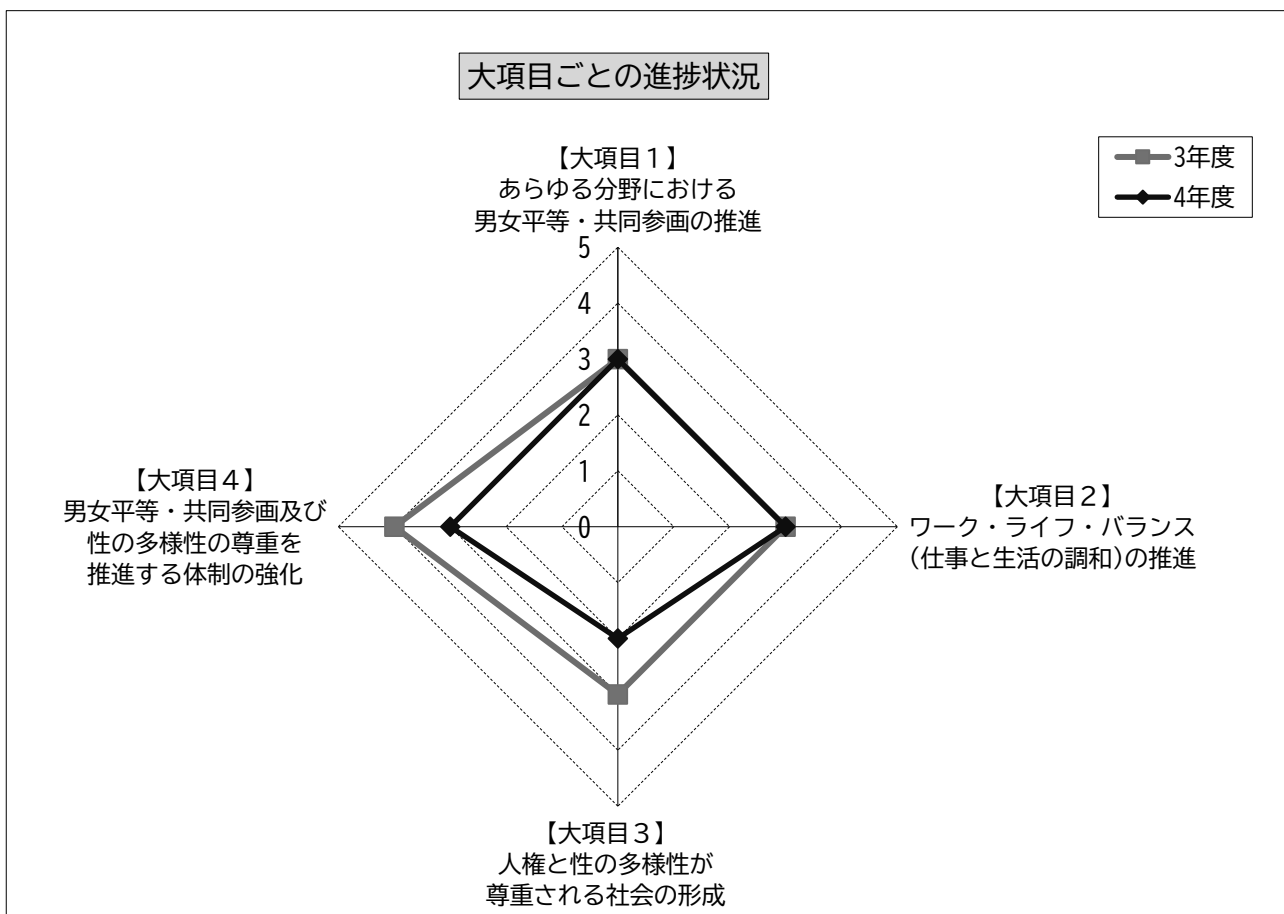 大項目ごとの進捗状況
3年度
4年度
【大項目１】
あらゆる分野における
男女平等・共同参画の推進
5
4
3
2
1
0
【大項目２】
ワーク・ライフ・バランス
(仕事と生活の調和)の推進
【大項目３】
人権と性の多様性が
尊重される社会の形成
【大項目４】
男女平等・共同参画及び
性の多様性の尊重を
推進する体制の強化